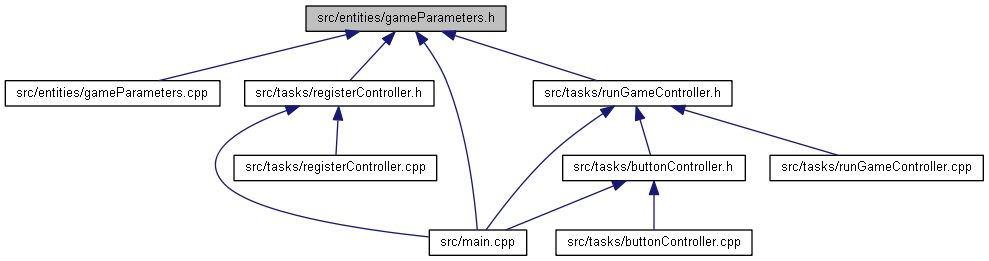 src/entities/gameParameters.h
src/entities/gameParameters.cpp
src/tasks/registerController.h
src/tasks/runGameController.h
src/tasks/registerController.cpp
src/tasks/buttonController.h
src/tasks/runGameController.cpp
src/main.cpp
src/tasks/buttonController.cpp